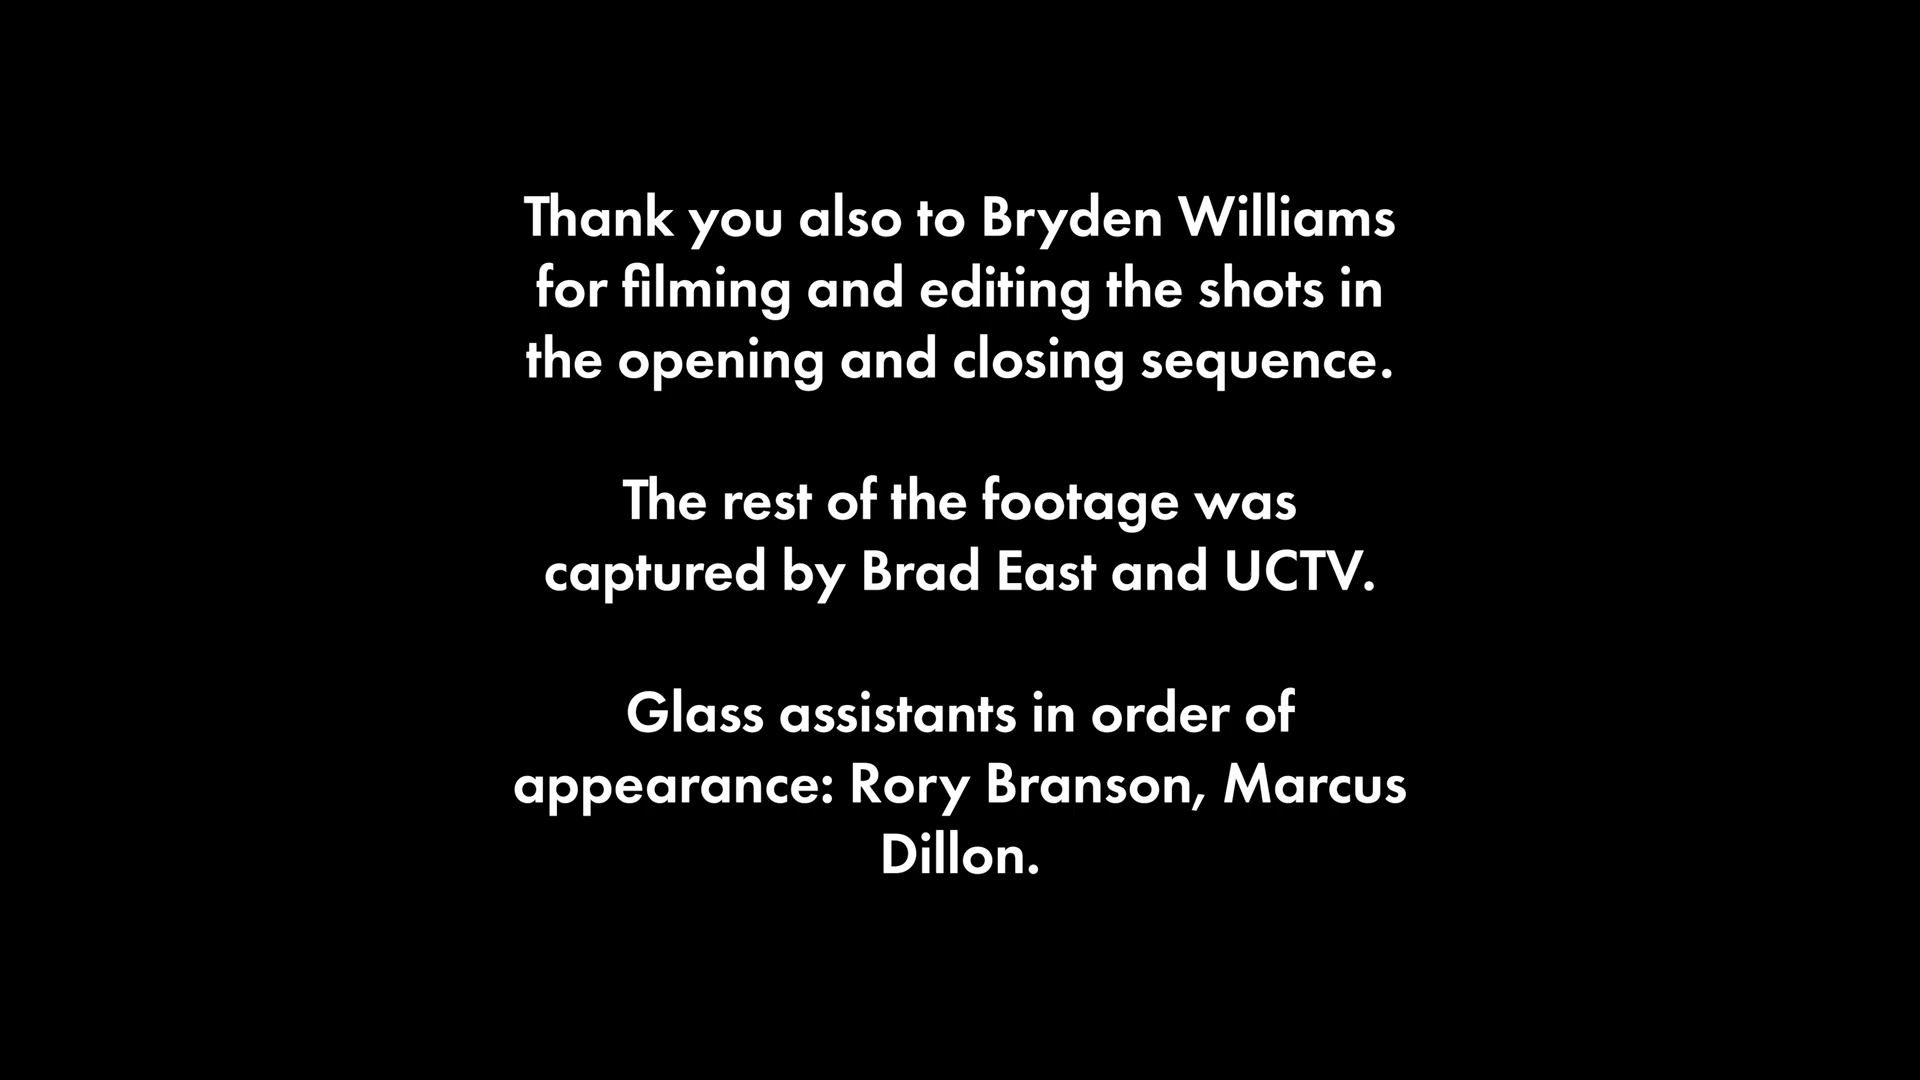 Thank you also to Bryden Williams
for filming and editing the shots in
the opening and closing sequence.
The rest of the footage was
captured by Brad East and UCTV.
Glass assistants in order of
appearance: Rory Branson, Marcus
Dillon.